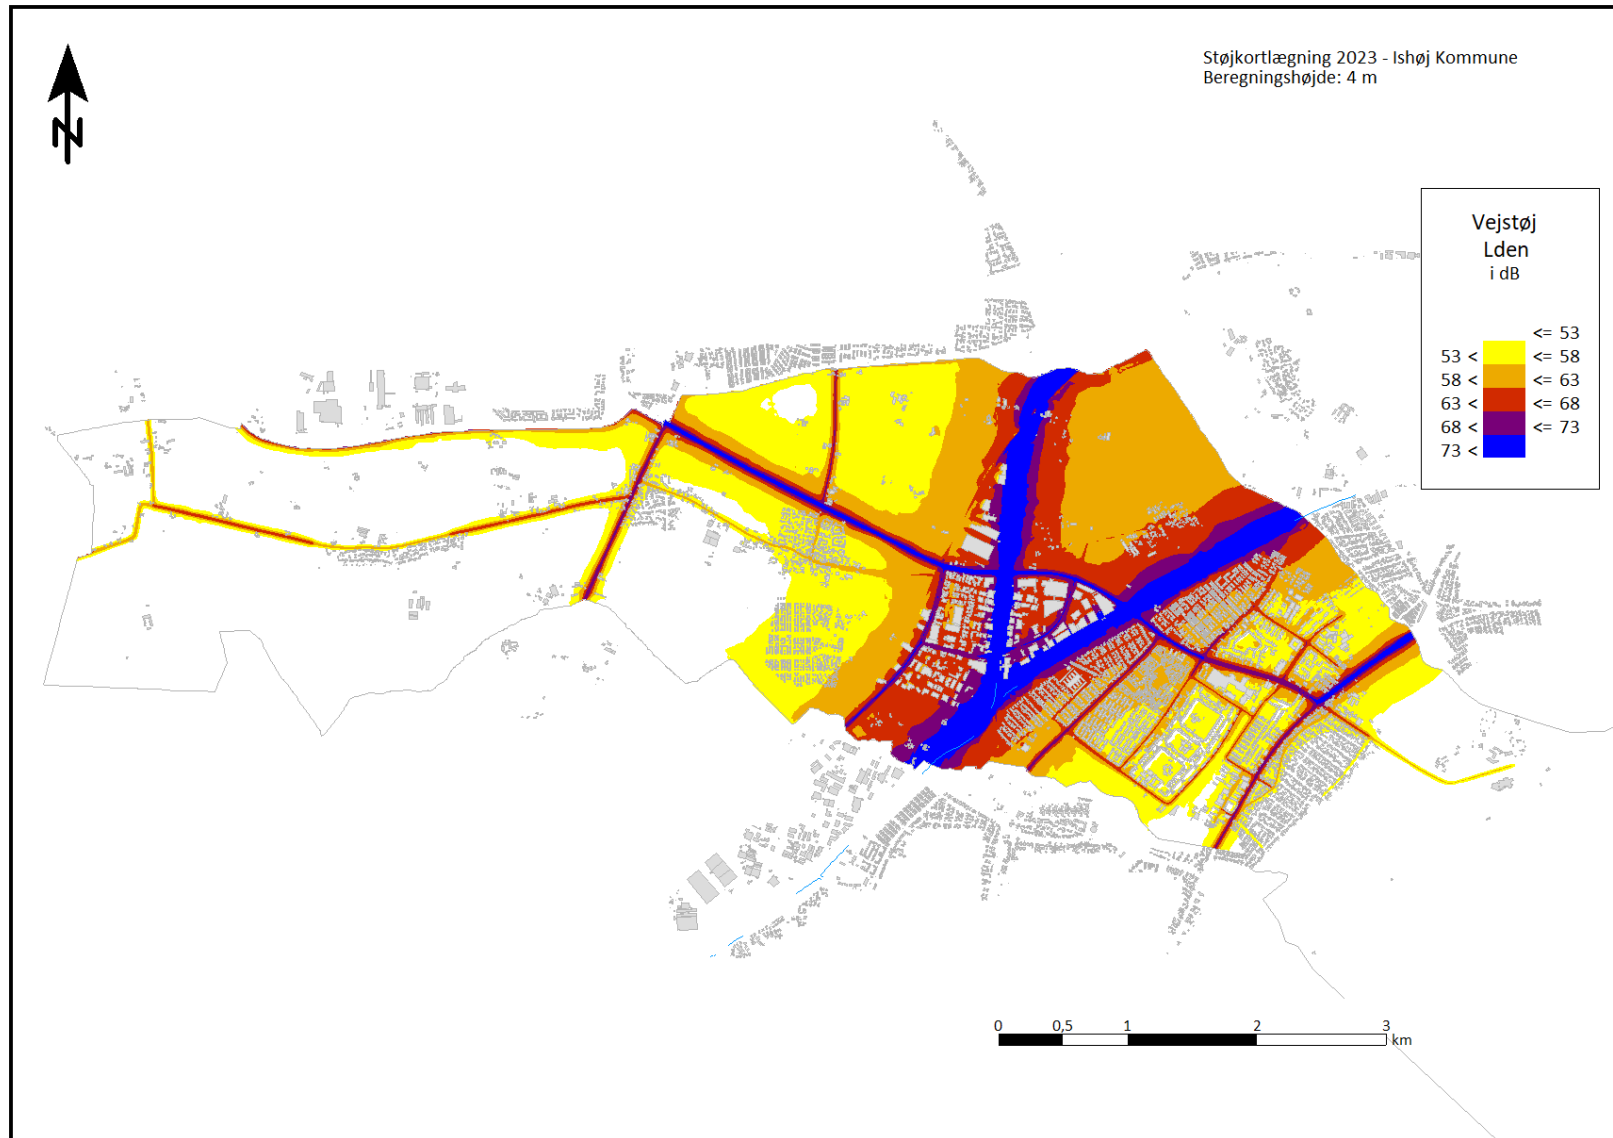 Støjkortlægning 2023 - Ishøj Kommune
Beregningshøjde: 4 m
N
Vejstøj
Lden
i dB
<= 53
53 < <= 58
58 < <= 63
63 < <= 68
68 < <= 73
73 <
0 0,5 1 2 3
km